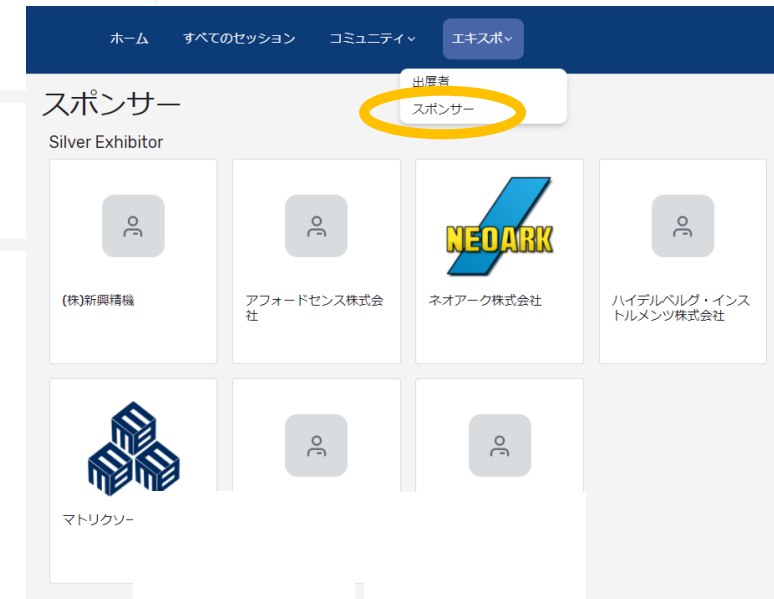 ホーム すべてのセッション コミュニティ エキスポ
出展者
スポンサー
スポンサー
Silver Exhibitor
NEOARK
(株)新興精機
アフォードセンス株式会
社
ネオアーク株式会社
ハイデルベルグ・インス
トルメンツ株式会社
マトリクソー